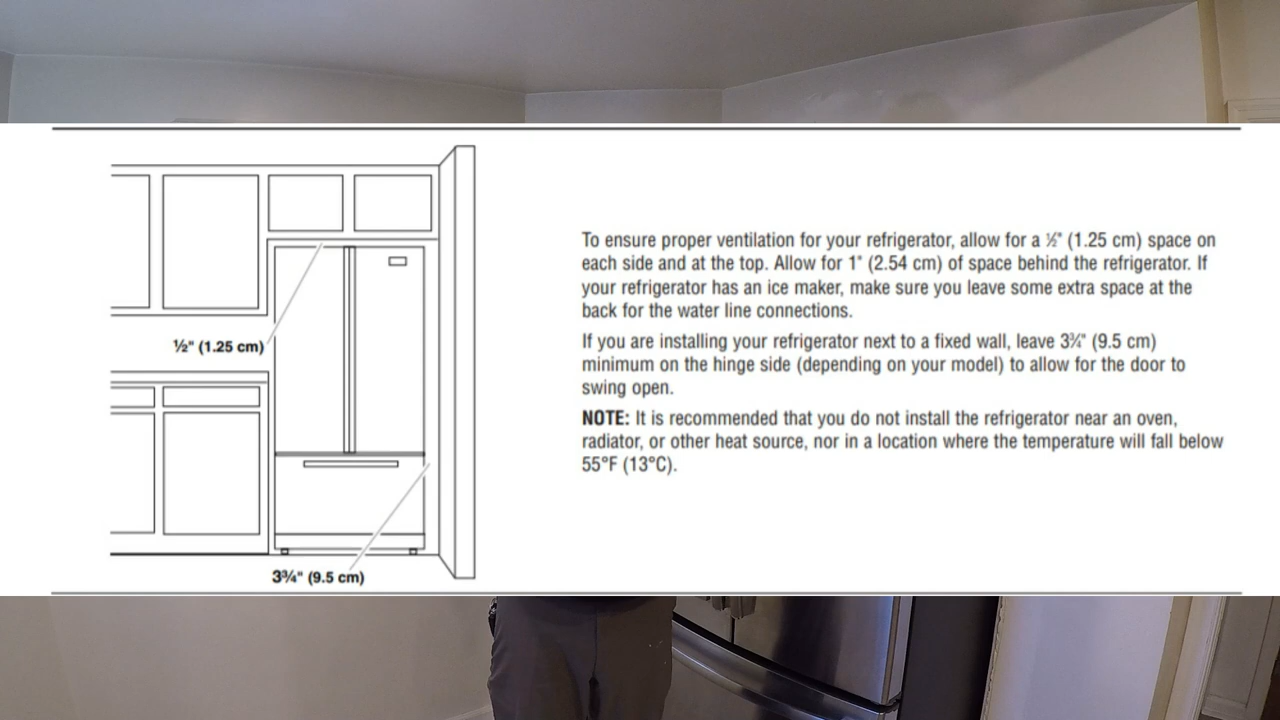 ½" (1.25 cm)
3¾" (9.5 cm)
To ensure proper ventilation for your refrigerator, allow for a ½" (1.25 cm) space on
each side and at the top. Allow for 1" (2.54 cm) of space behind the refrigerator. If
your refrigerator has an ice maker, make sure you leave some extra space at the
back for the water line connections.
If you are installing your refrigerator next to a fixed wall, leave 3¾" (9.5 cm)
minimum on the hinge side (depending on your model) to allow for the door to
swing open.
NOTE: It is recommended that you do not install the refrigerator near an oven,
radiator, or other heat source, nor in a location where the temperature will fall below
55°F (13°C).